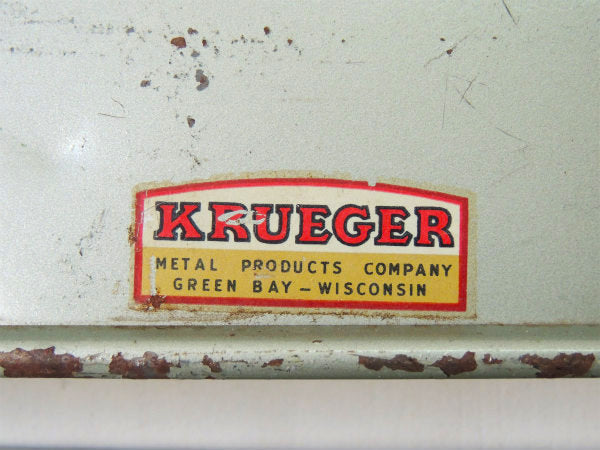 KRUEGER
METAL PRODUCTS COMPANY
GREEN BAY – WISCONSIN